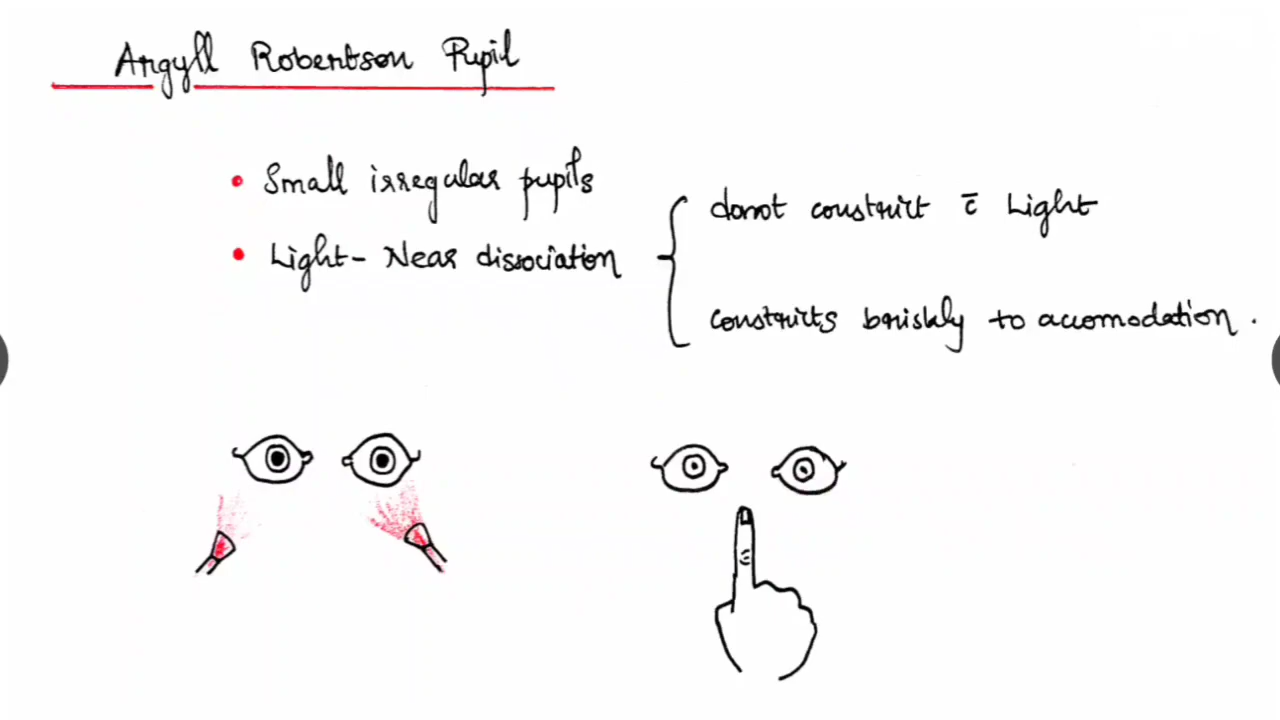 Argyll Robertson Pupil
• Small irregular pupils
• Light - Near dissociation
donot constrict c̄ Light
constricts briskly to accomodation.